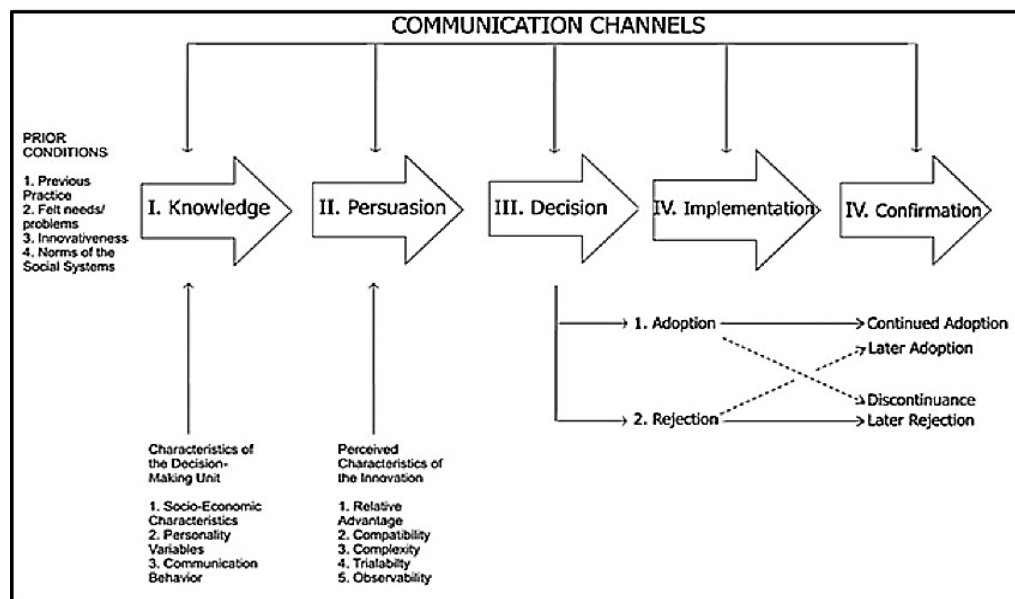 COMMUNICATION CHANNELS
PRIOR
CONDITIONS
1. Previous
Practice
2. Felt needs/
problems
3. Innovativeness
4. Norms of the
Social Systems
I. Knowledge
II. Persuasion
III. Decision
IV. Implementation
IV. Confirmation
1. Adoption
Continued Adoption
Later Adoption
Discontinuance
2. Rejection
Later Rejection
Characteristics of
the Decision-
Making Unit
1. Socio-Economic
Characteristics
2. Personality
Variables
3. Communication
Behavior
Perceived
Characteristics of
the Innovation
1. Relative
Advantage
2. Compatibility
3. Complexity
4. Trialabilty
5. Observability